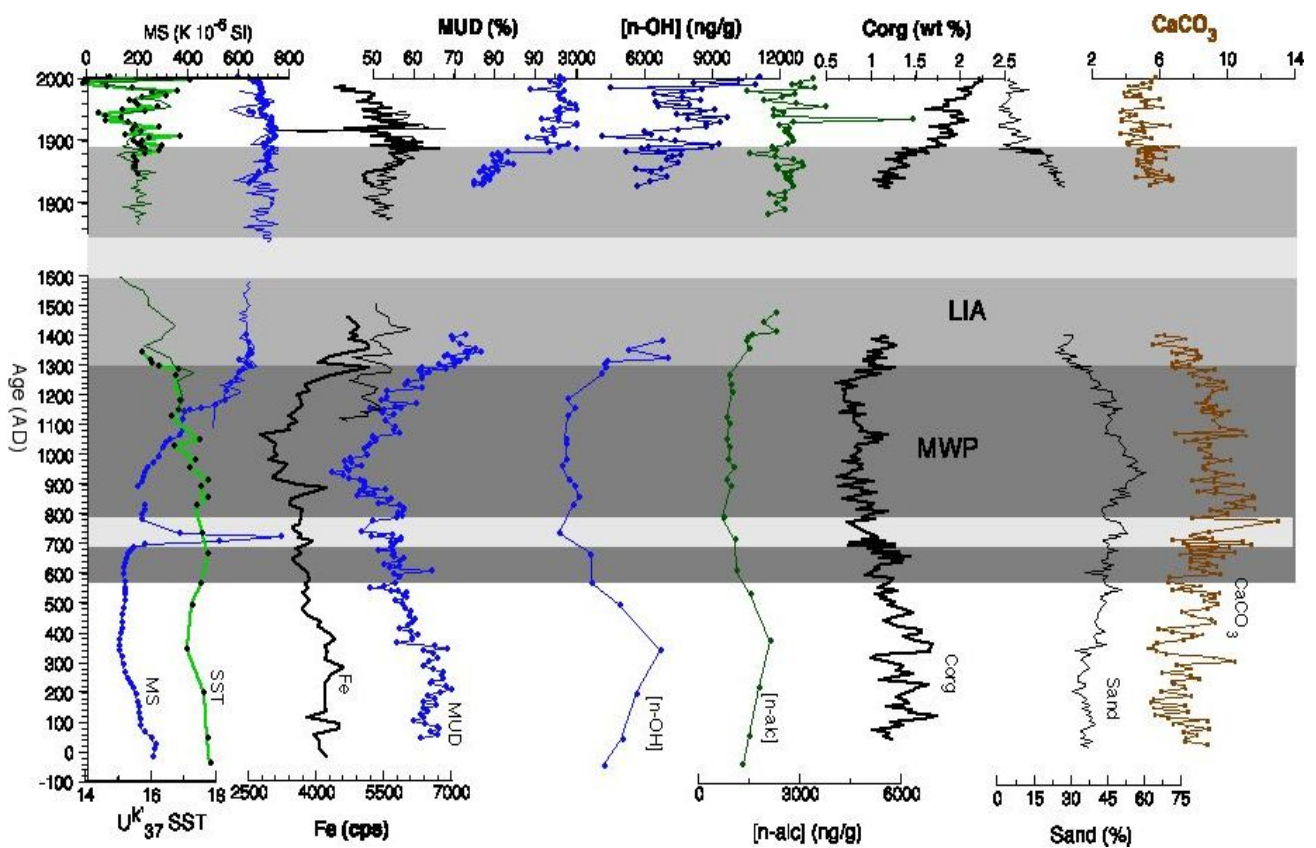 MS (K 10⁻⁶ SI) MUD (%) [n-OH] (ng/g) Corg (wt %) CaCO₃
0 200 400 600 800 50 60 70 80 90 3000 6000 9000 12000 0.5 1 1.5 2 2.5 2 6 10 14
2000
1900
1800
1600
1500
1400
1300
1200
1100
1000
900
800
700
600
500
400
300
200
100
0
-100
Age (AD)
LIA
MWP
MS
SST
Fe
MUD
[n-OH]
[n-alc]
Corg
Sand
CaCO₃
14 16 18 2500 4000 5500 7000 0 3000 6000 0 15 30 45 60 75
Uᵏ'₃₇ SST Fe (cps) [n-alc] (ng/g) Sand (%)